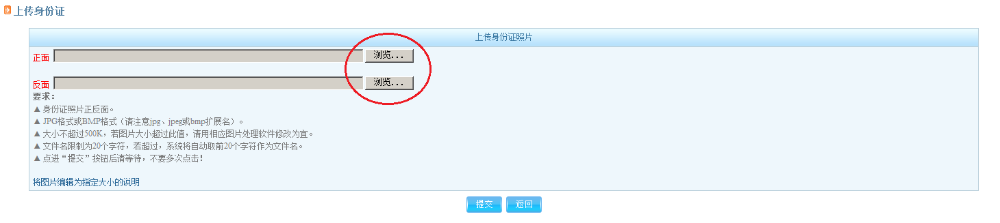 上传身份证
上传身份证照片
正面 浏览...
反面 浏览...
要求：
▲ 身份证照片正反面。
▲ JPG格式或BMP格式（请注意jpg、jpeg或bmp扩展名）。
▲ 大小不超过500K，若图片大小超过此值，请用相应图片处理软件修改为宜。
▲ 文件名限制为20个字符，若超过，系统将自动取前20个字符作为文件名。
▲ 点进“提交”按钮后请等待，不要多次点击！
将图片编辑为指定大小的说明
提交 返回